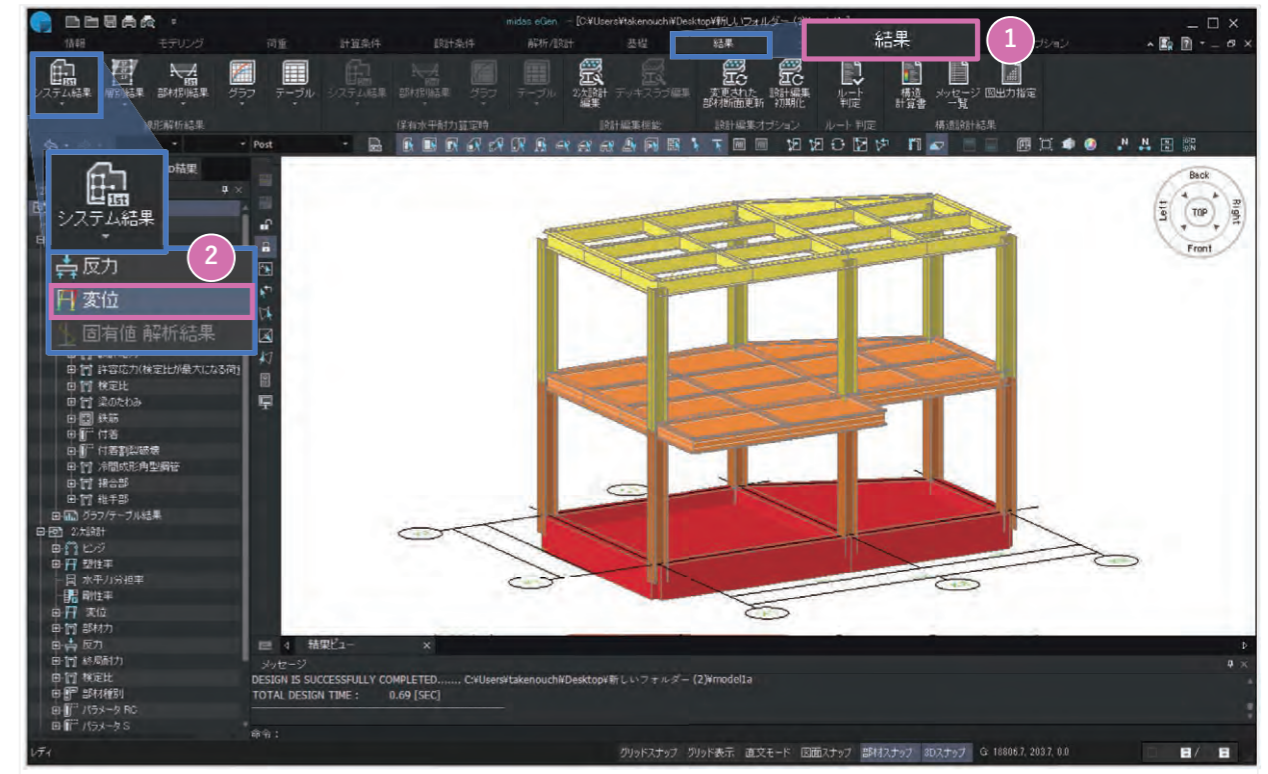 midas eGen - [C:¥Users¥takenouchi¥Desktop¥新しいフォルダー
情報 モデリング 荷重 計算条件 設計条件 解析/設計 基礎 結果
結果
1
システム結果 部材別結果 グラフ テーブル システム結果 部材別結果 グラフ テーブル 2次設計 編集 デッキスラブ編集 変更された 部材断面更新 設計編集 初期化 ルート 判定 構造 計算書 メッセージ 一覧 図出力指定
保有水平耐力算定時 設計編集機能 設計編集オプション ルート判定 構造設計結果
Post
システム結果
1st
2
反力
変位
固有値 解析結果
許容応力(検定比が最大になる荷)
検定比
梁のたわみ
鉄筋
付着
付着割裂破壊
冷間成形角型鋼管
接合部
継手部
グラフ/テーブル結果
2次設計
ヒンジ
塑性率
水平力分担率
剛性率
変位
部材力
反力
終局耐力
検定比
部材種別
パラメータ RC
パラメータ S
Back
Left
TOP
Right
Front
結果ビュー
メッセージ
DESIGN IS SUCCESSFULLY COMPLETED....... C:¥Users¥takenouchi¥Desktop¥新しいフォルダー (2)¥model1a
TOTAL DESIGN TIME : 0.69 [SEC]
命令 :
レディ
グリッドスナップ グリッド表示 直交モード 図面スナップ 部材スナップ 3Dスナップ G: 18806.7, 203.7, 0.0